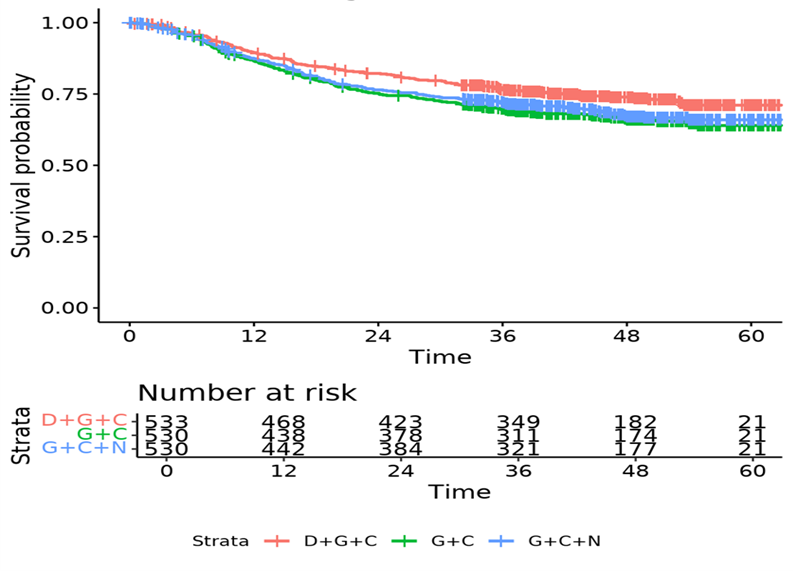 1.00
0.75
0.50
0.25
0.00
Survival probability
0 12 24 36 48 60
Time
Number at risk
Strata
D+G+C 533 468 423 349 182 21
G+C 530 438 378 311 174 21
G+C+N 530 442 384 321 177 21
0 12 24 36 48 60
Time
Strata D+G+C G+C G+C+N